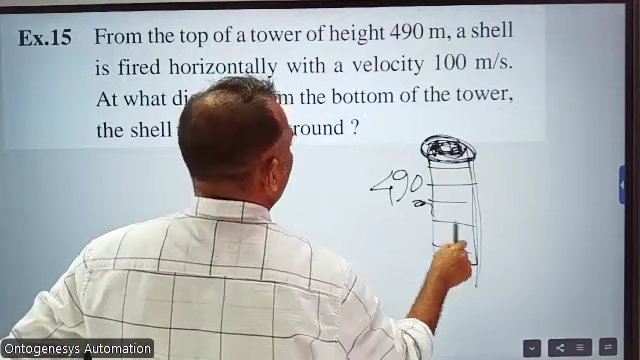 Ex.15 From the top of a tower of height 490 m, a shell
is fired horizontally with a velocity 100 m/s.
At what m the bottom of the tower,
the shell round ?
490
Ontogenesys Automation